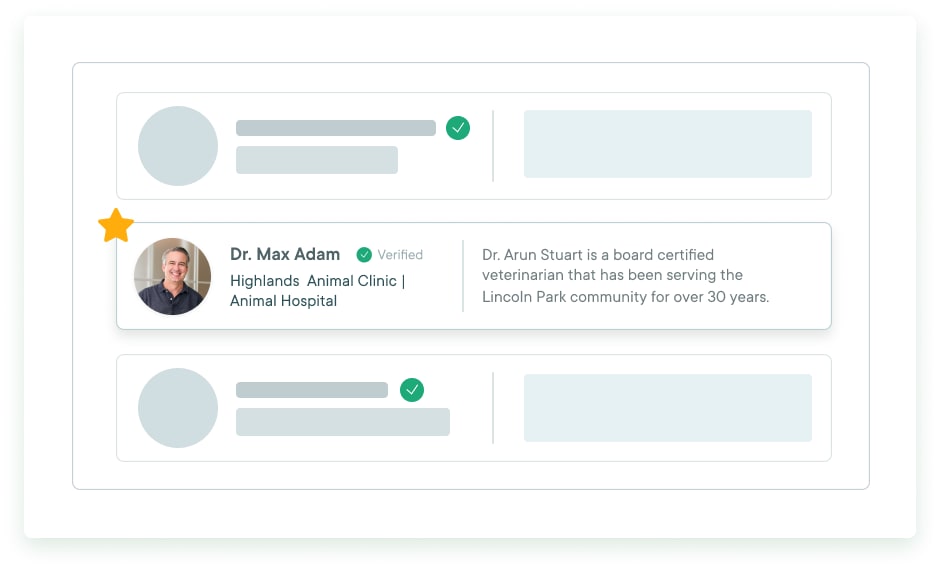 Dr. Max Adam Verified
Highlands Animal Clinic |
Animal Hospital
Dr. Arun Stuart is a board certified
veterinarian that has been serving the
Lincoln Park community for over 30 years.